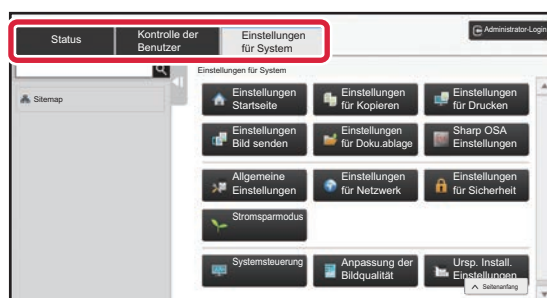 Status
Kontrolle der
Benutzer
Einstellungen
für System
Administrator-Login
Einstellungen für System
Sitemap
Einstellungen
Startseite
Einstellungen
für Kopieren
Einstellungen
für Drucken
Einstellungen
Bild senden
Einstellungen
für Doku.ablage
Sharp OSA
Einstellungen
Allgemeine
Einstellungen
Einstellungen
für Netzwerk
Einstellungen
für Sicherheit
Stromsparmodus
Systemsteuerung
Anpassung der
Bildqualität
Ursp. Install.
Einstellungen
Seitenanfang